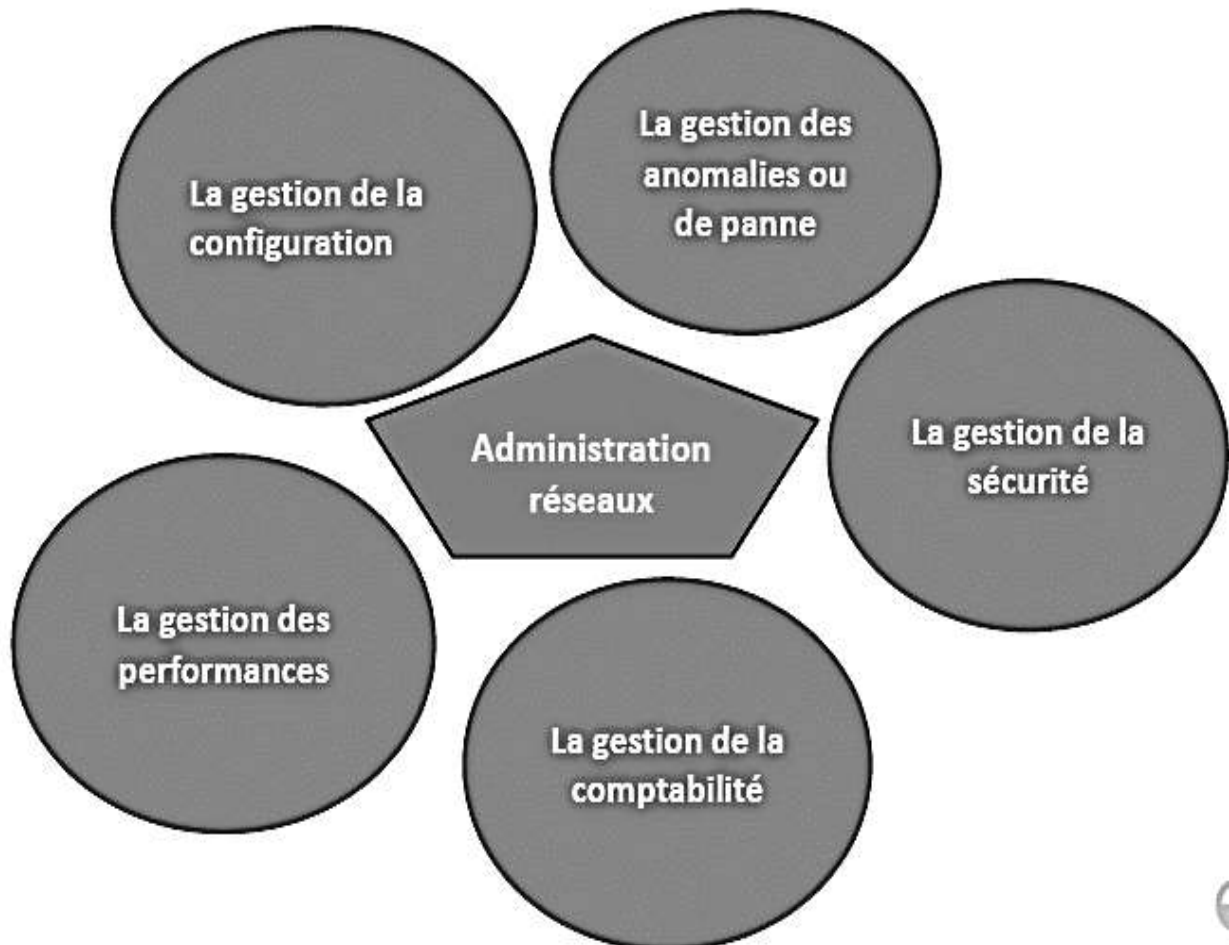 La gestion des
anomalies ou
de panne
La gestion de la
configuration
Administration
réseaux
La gestion de la
sécurité
La gestion des
performances
La gestion de la
comptabilité